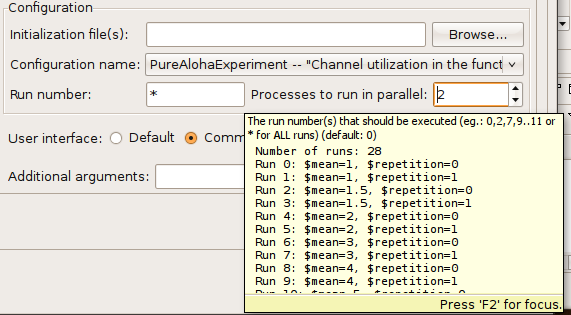 Configuration
Initialization file(s):
Browse...
Configuration name: PureAlohaExperiment -- "Channel utilization in the funct
Run number: * Processes to run in parallel: 2
User interface: Default Comm
Additional arguments:
The run number(s) that should be executed (eg.: 0,2,7,9..11 or
* for ALL runs) (default: 0)
Number of runs: 28
Run 0: $mean=1, $repetition=0
Run 1: $mean=1, $repetition=1
Run 2: $mean=1.5, $repetition=0
Run 3: $mean=1.5, $repetition=1
Run 4: $mean=2, $repetition=0
Run 5: $mean=2, $repetition=1
Run 6: $mean=3, $repetition=0
Run 7: $mean=3, $repetition=1
Run 8: $mean=4, $repetition=0
Run 9: $mean=4, $repetition=1
Press 'F2' for focus.